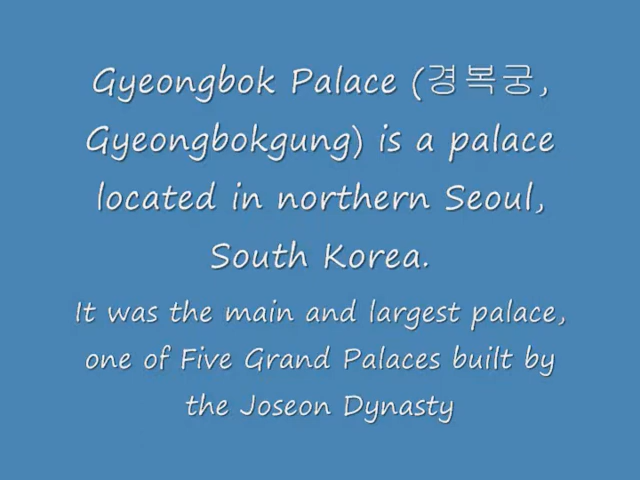 Gyeongbok Palace (경복궁,
Gyeongbokgung) is a palace
located in northern Seoul,
South Korea.
It was the main and largest palace,
one of Five Grand Palaces built by
the Joseon Dynasty